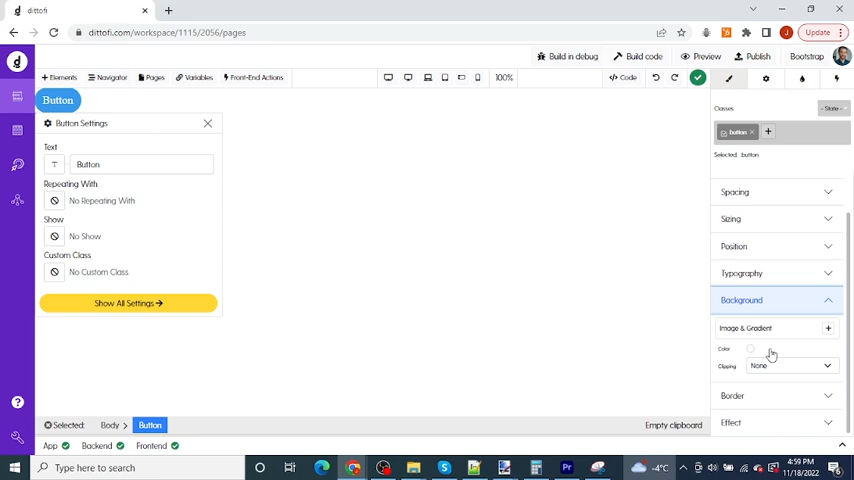 dittofi
dittofi.com/workspace/1115/2056/pages
Update
Build in debug
Build code
Preview
Publish
Bootstrap
Elements
Navigator
Pages
Variables
Front-End Actions
100%
Code
Button
Button Settings
Text
Button
Repeating With
No Repeating With
Show
No Show
Custom Class
No Custom Class
Show All Settings
Classes
- State -
button
Selected: button
Spacing
Sizing
Position
Typography
Background
Image & Gradient
Color
Clipping
None
Border
Effect
Selected:
Body
Button
Empty clipboard
App
Backend
Frontend
Type here to search
-4°C
4:59 PM
11/18/2022